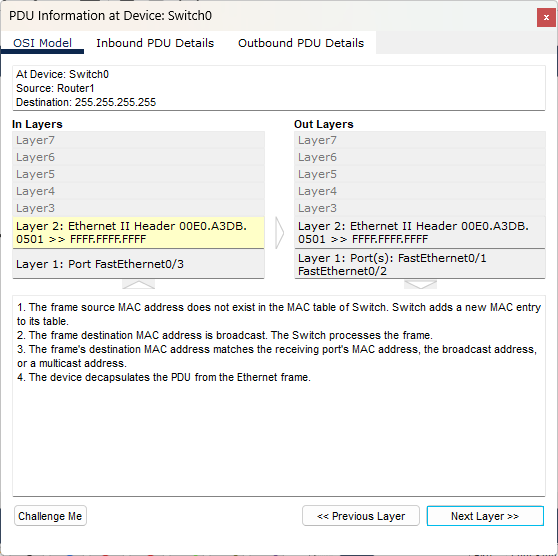 PDU Information at Device: Switch0
x
OSI Model
Inbound PDU Details
Outbound PDU Details
At Device: Switch0
Source: Router1
Destination: 255.255.255.255
In Layers
Layer7
Layer6
Layer5
Layer4
Layer3
Layer 2: Ethernet II Header 00E0.A3DB.
0501 >> FFFF.FFFF.FFFF
Layer 1: Port FastEthernet0/3
Out Layers
Layer7
Layer6
Layer5
Layer4
Layer3
Layer 2: Ethernet II Header 00E0.A3DB.
0501 >> FFFF.FFFF.FFFF
Layer 1: Port(s): FastEthernet0/1
FastEthernet0/2
1. The frame source MAC address does not exist in the MAC table of Switch. Switch adds a new MAC entry
to its table.
2. The frame destination MAC address is broadcast. The Switch processes the frame.
3. The frame's destination MAC address matches the receiving port's MAC address, the broadcast address,
or a multicast address.
4. The device decapsulates the PDU from the Ethernet frame.
Challenge Me
<< Previous Layer
Next Layer >>